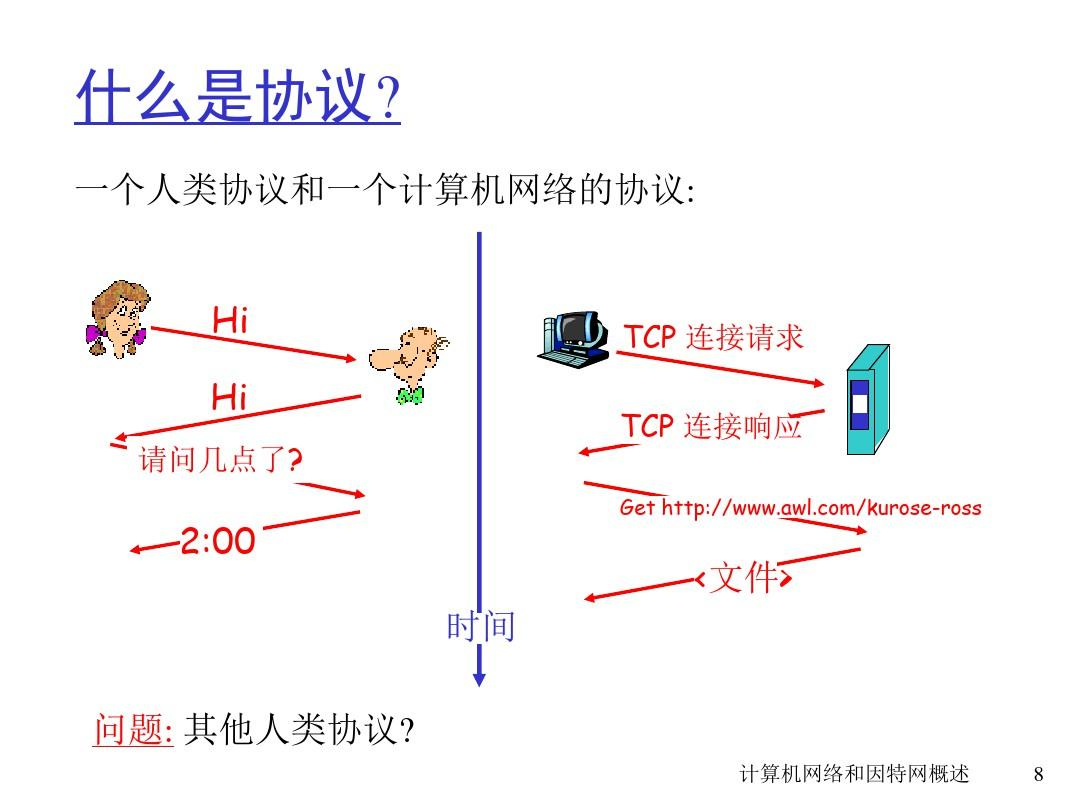 什么是协议?
一个人类协议和一个计算机网络的协议:
Hi
Hi
请问几点了?
2:00
TCP 连接请求
TCP 连接响应
Get http://www.awl.com/kurose-ross
<文件>
时间
问题: 其他人类协议?
计算机网络和因特网概述 8